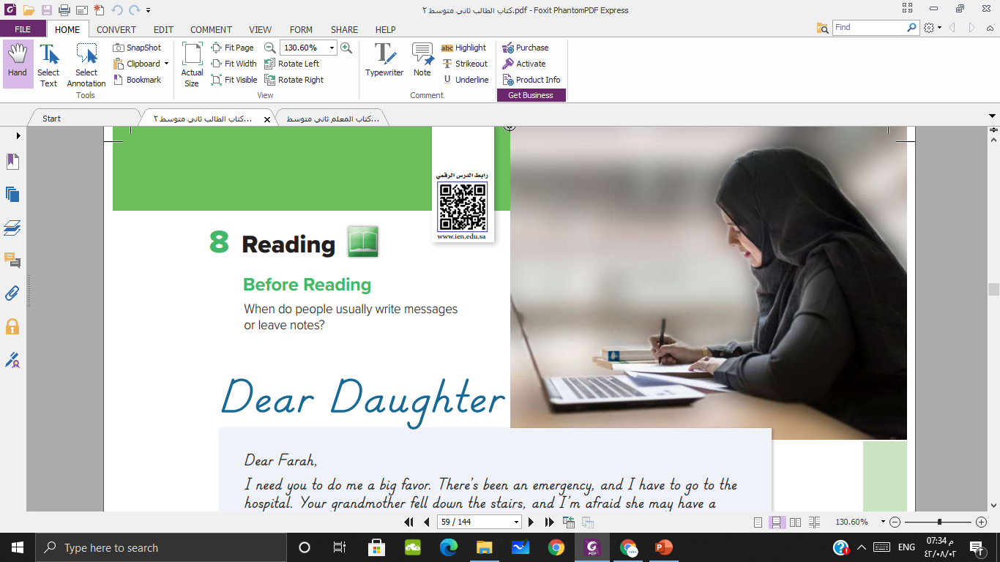 كتاب الطالب ثاني متوسط ٢.pdf - Foxit PhantomPDF Express
FILE HOME CONVERT EDIT COMMENT VIEW FORM SHARE HELP
Find
Hand
Select Text
Select Annotation
SnapShot
Clipboard
Bookmark
Tools
Actual Size
Fit Page
Fit Width
Fit Visible
130.60%
Rotate Left
Rotate Right
View
Typewriter
Note
Highlight
Strikeout
Underline
Comment
Purchase
Activate
Product Info
Get Business
Start
كتاب الطالب ثاني متوسط ٢...
كتاب المعلم ثاني متوسط...
رابط الدرس الرقمي
www.ien.edu.sa
8 Reading
Before Reading
When do people usually write messages
or leave notes?
Dear Daughter
Dear Farah,
I need you to do me a big favor. There's been an emergency, and I have to go to the
hospital. Your grandmother fell down the stairs, and I'm afraid she may have a
59 / 144
130.60%
Type here to search
ENG
07:34 م
٤٢/٠٨/٠٢